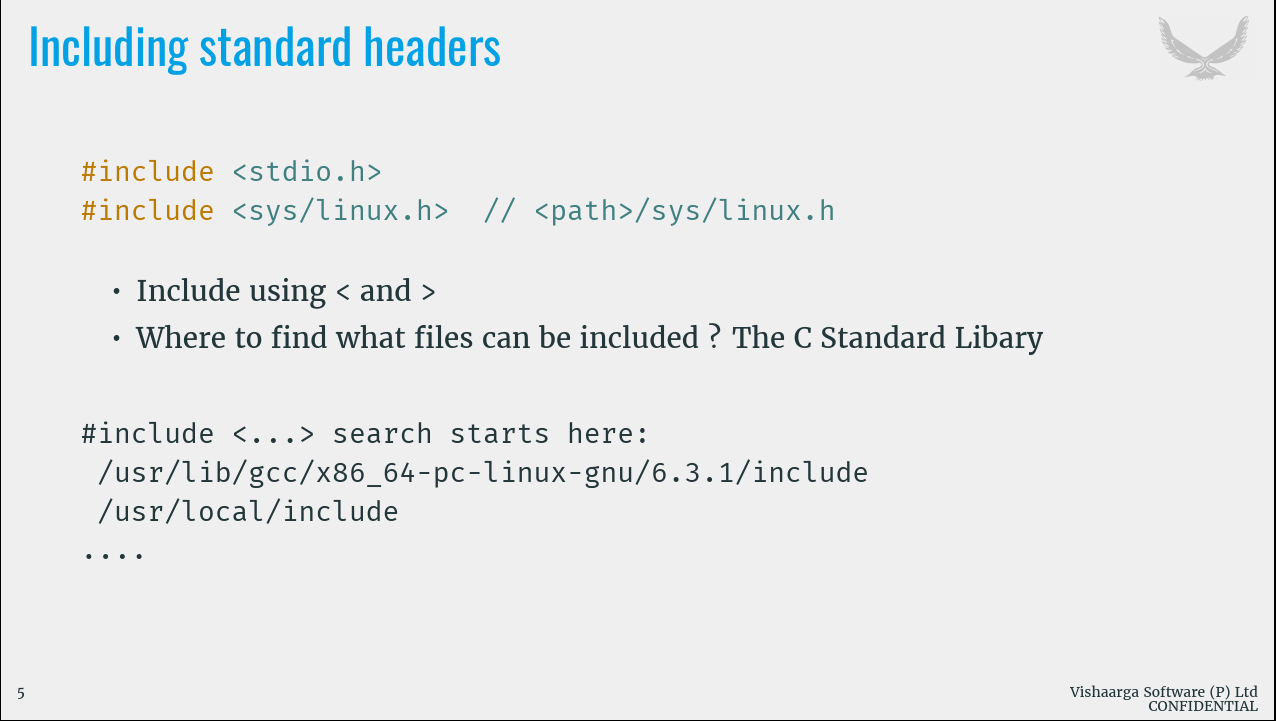 Including standard headers
#include <stdio.h>
#include <sys/linux.h>  // <path>/sys/linux.h
• Include using < and >
• Where to find what files can be included ? The C Standard Libary
#include <...> search starts here:
 /usr/lib/gcc/x86_64-pc-linux-gnu/6.3.1/include
 /usr/local/include
....
5
Vishaarga Software (P) Ltd
CONFIDENTIAL